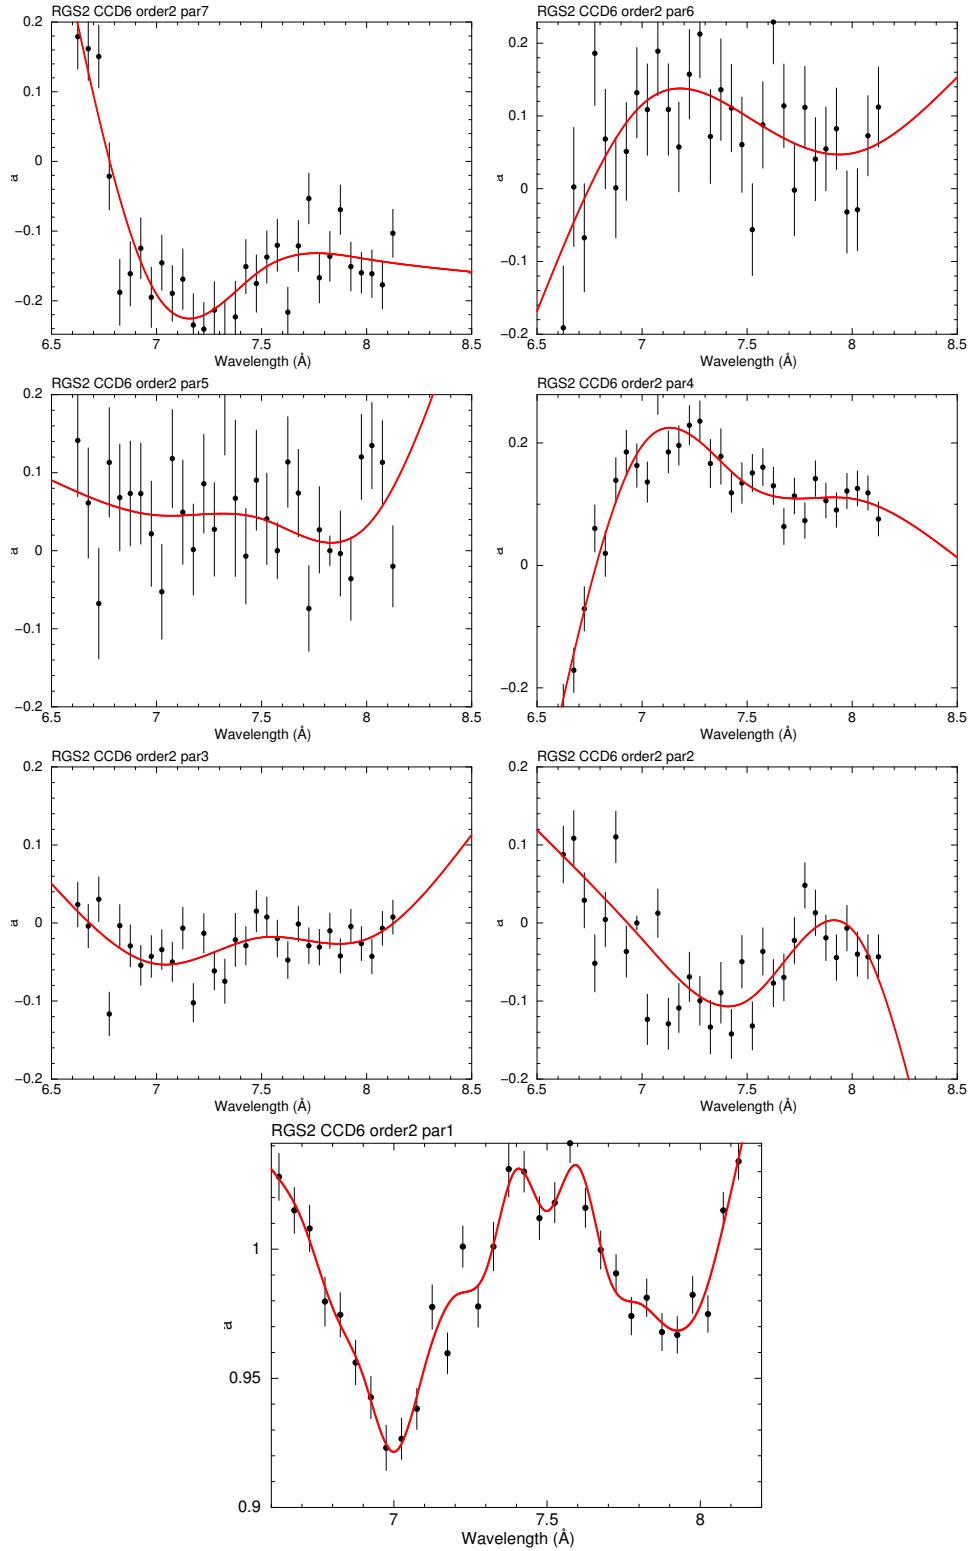 RGS2 CCD6 order2 par7
0.2
0.1
0
−0.1
−0.2
a
6.5 7 7.5 8 8.5
Wavelength (Å)
RGS2 CCD6 order2 par6
0.2
0.1
0
−0.1
−0.2
a
6.5 7 7.5 8 8.5
Wavelength (Å)
RGS2 CCD6 order2 par5
0.2
0.1
0
−0.1
−0.2
a
6.5 7 7.5 8 8.5
Wavelength (Å)
RGS2 CCD6 order2 par4
0.2
0
−0.2
a
6.5 7 7.5 8 8.5
Wavelength (Å)
RGS2 CCD6 order2 par3
0.2
0.1
0
−0.1
−0.2
a
6.5 7 7.5 8 8.5
Wavelength (Å)
RGS2 CCD6 order2 par2
0.2
0.1
0
−0.1
−0.2
a
6.5 7 7.5 8 8.5
Wavelength (Å)
RGS2 CCD6 order2 par1
1
0.95
0.9
a
7 7.5 8
Wavelength (Å)